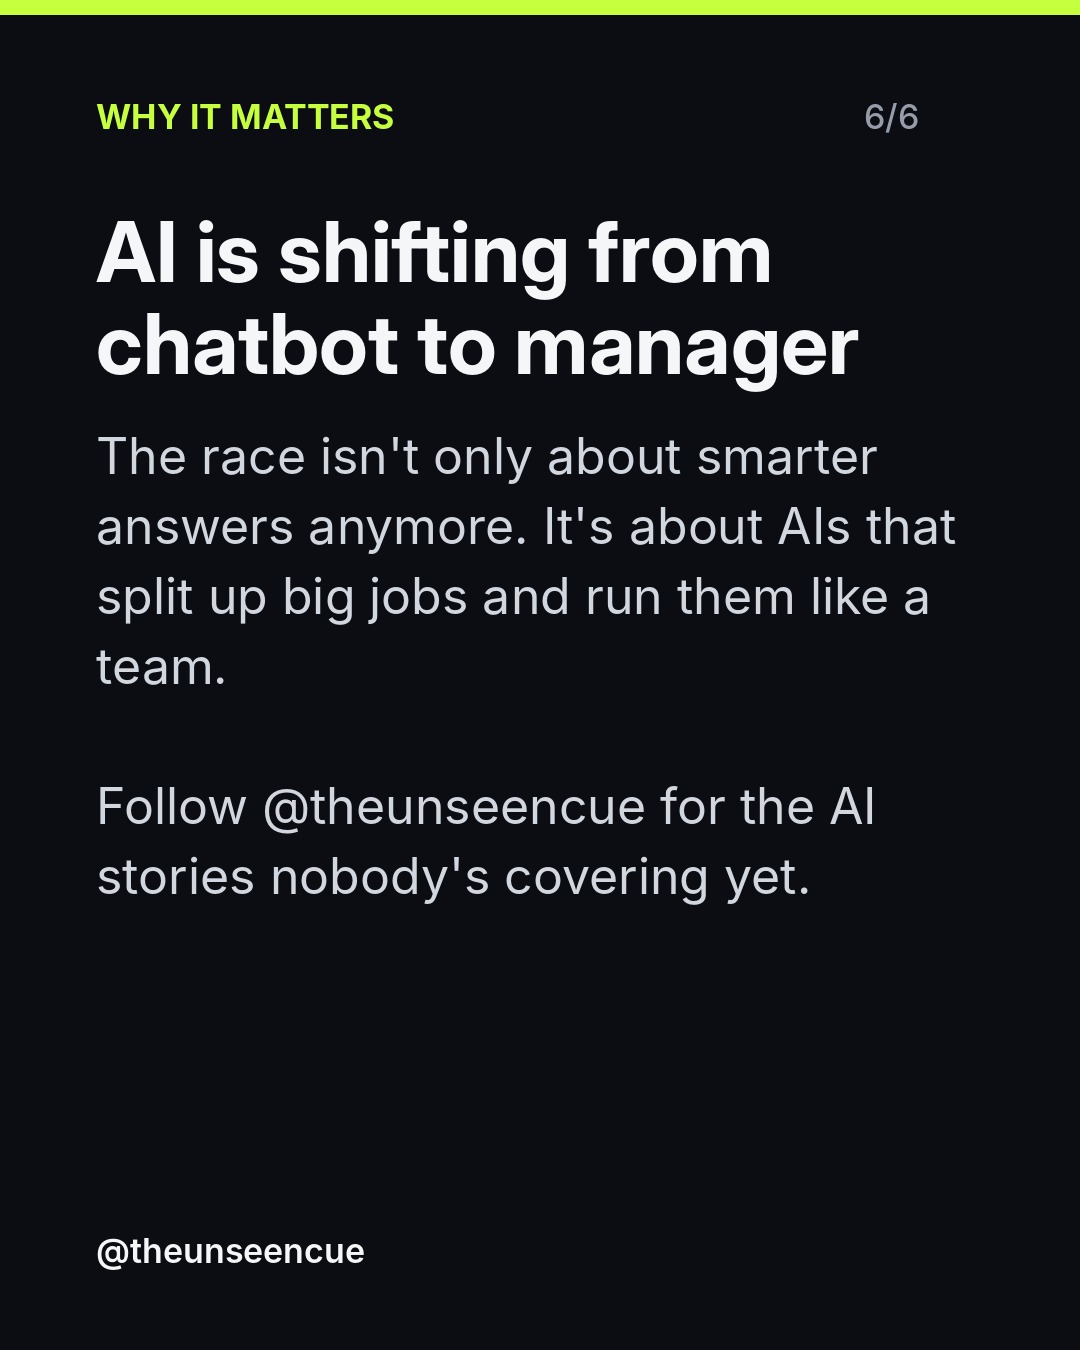 WHY IT MATTERS
6/6
AI is shifting from
chatbot to manager
The race isn't only about smarter
answers anymore. It's about AIs that
split up big jobs and run them like a
team.
Follow @theunseencue for the AI
stories nobody's covering yet.
@theunseencue